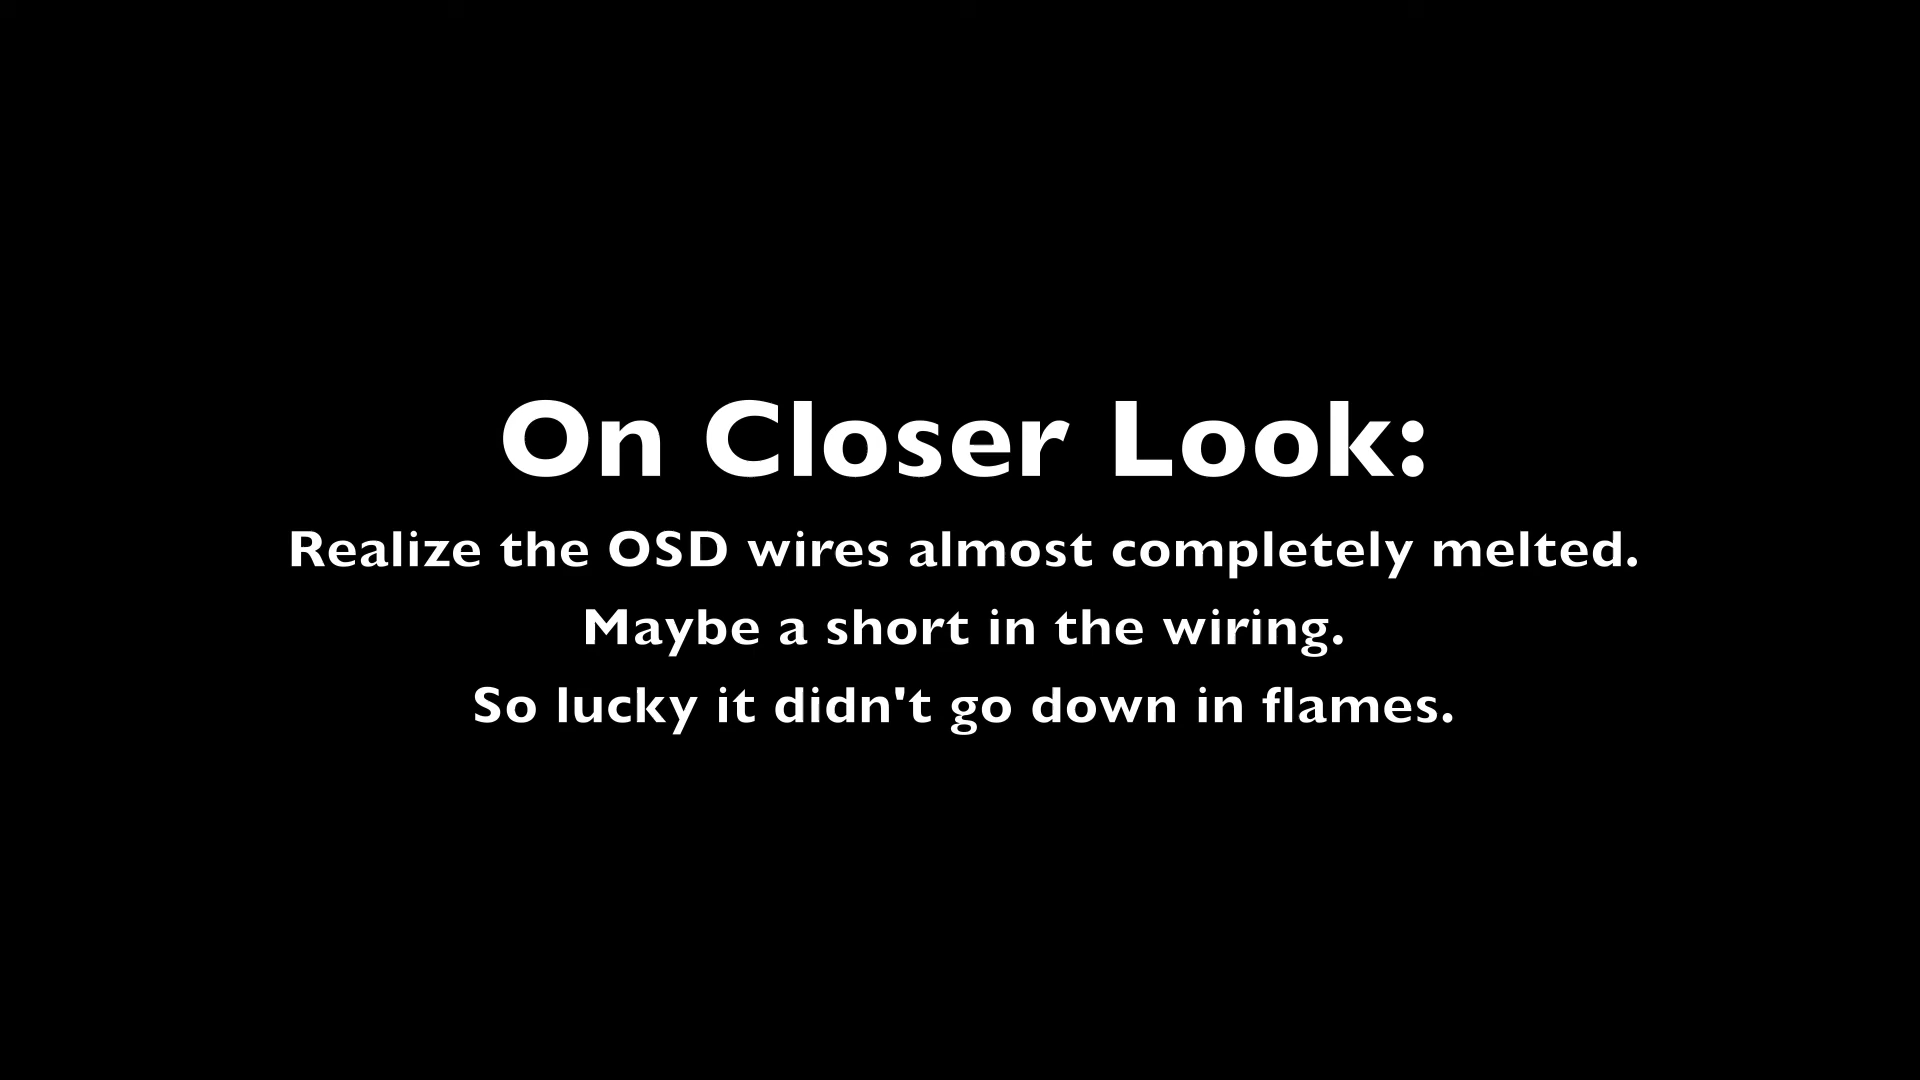 On Closer Look:
Realize the OSD wires almost completely melted.
Maybe a short in the wiring.
So lucky it didn't go down in flames.